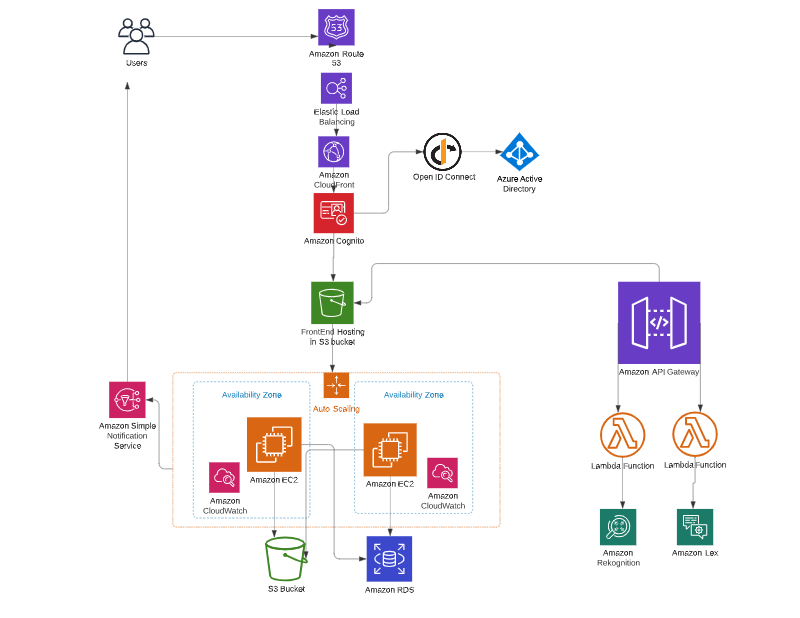 Users
53
Amazon Route
53
Elastic Load
Balancing
Amazon
CloudFront
Open ID Connect
Azure Active
Directory
Amazon Cognito
FrontEnd Hosting
in S3 bucket
</>
Amazon API Gateway
Availability Zone
Availability Zone
Auto Scaling
Amazon Simple
Notification
Service
Amazon EC2
Amazon EC2
Amazon
CloudWatch
Amazon
CloudWatch
Lambda Function
Lambda Function
S3 Bucket
Amazon RDS
Amazon
Rekognition
Amazon Lex